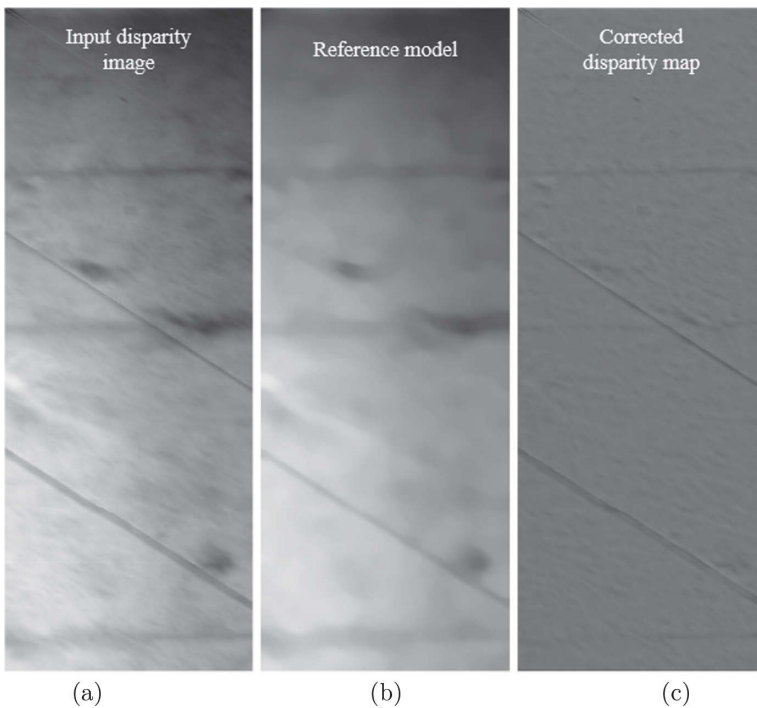 Input disparity
image
Reference model
Corrected
disparity map
(a)
(b)
(c)